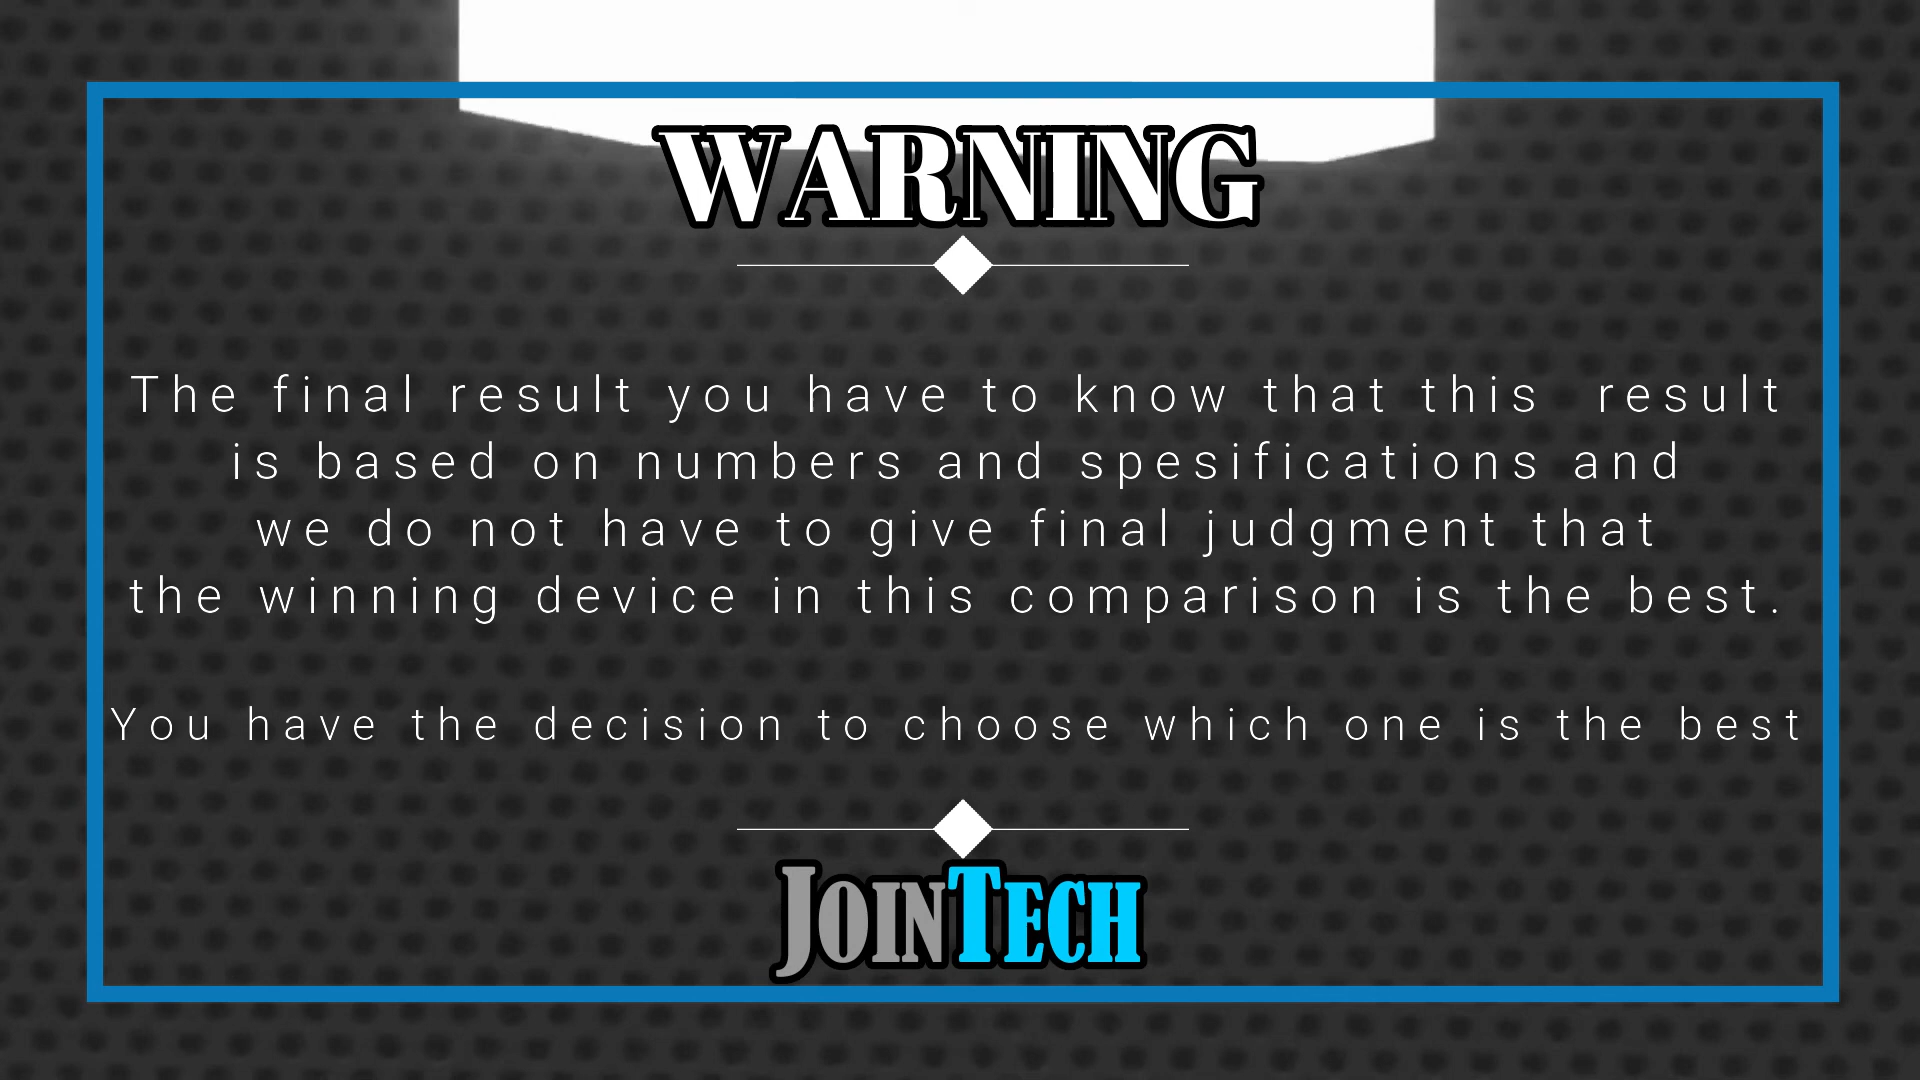 WARNING
The final result you have to know that this result
is based on numbers and spesifications and
we do not have to give final judgment that
the winning device in this comparison is the best.
You have the decision to choose which one is the best
JOINTECH